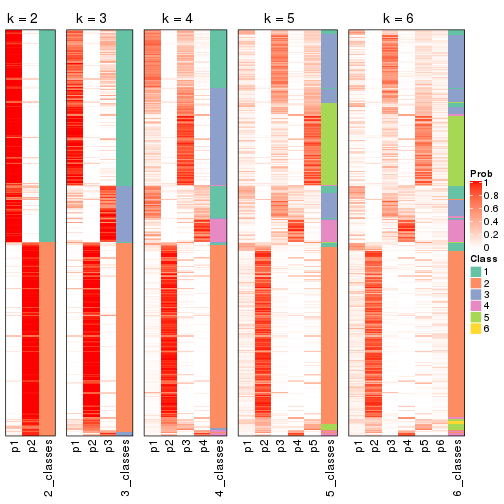 k = 2
k = 3
k = 4
k = 5
k = 6
p1
p2
2_classes
p1
p2
p3
3_classes
p1
p2
p3
p4
4_classes
p1
p2
p3
p4
p5
5_classes
p1
p2
p3
p4
p5
p6
6_classes
Prob
1
0.8
0.6
0.4
0.2
0
Class
1
2
3
4
5
6